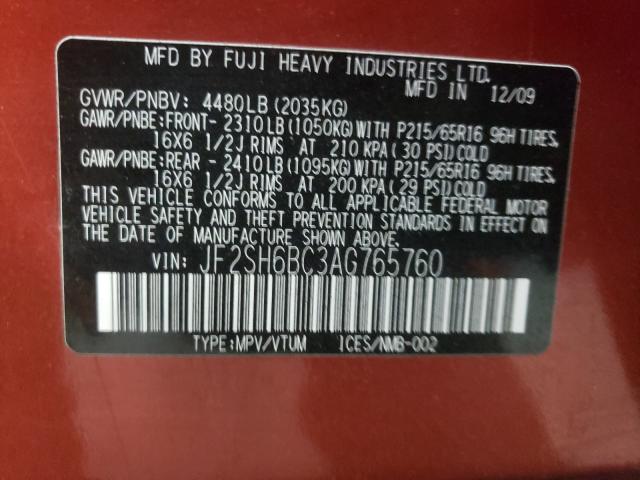 MFD BY FUJI HEAVY INDUSTRIES LTD.
MFD IN 12/09
GVWR/PNBV: 4480LB (2035KG)
GAWR/PNBE:FRONT- 2310LB(1050KG)WITH P215/65R16 96H TIRES,
16X6 1/2J RIMS AT 210 KPA (30 PSI)COLD
GAWR/PNBE:REAR - 2410LB(1095KG)WITH P215/65R16 96H TIRES,
16X6 1/2J RIMS AT 200 KPA (29 PSI)COLD
THIS VEHICLE CONFORMS TO ALL APPLICABLE FEDERAL MOTOR
VEHICLE SAFETY AND THEFT PREVENTION STANDARDS IN EFFECT ON
THE DATE OF MANUFACTURE SHOWN ABOVE.
VIN: JF2SH6BC3AG765760
TYPE:MPV/VTUM ICES/NMB-002